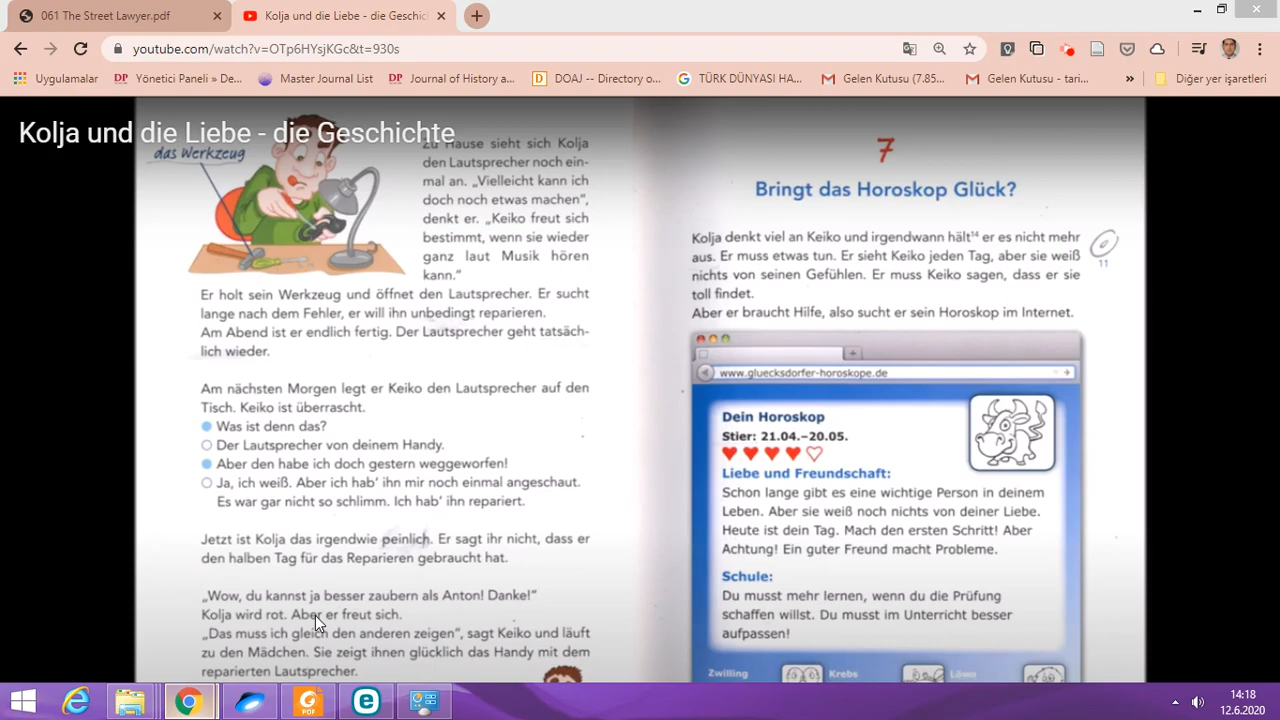 061 The Street Lawyer.pdf
Kolja und die Liebe - die Geschich
youtube.com/watch?v=OTp6HYsjKGc&t=930s
Uygulamalar
DP Yönetici Paneli » De...
Master Journal List
DP Journal of History a...
DOAJ -- Directory o...
TÜRK DÜNYASI HA...
Gelen Kutusu (7.85...
Gelen Kutusu - tari...
»
Diğer yer işaretleri
Kolja und die Liebe - die Geschichte
das Werkzeug
Zu Hause sieht sich Kolja
den Lautsprecher noch ein-
mal an. „Vielleicht kann ich
doch noch etwas machen“,
denkt er. „Keiko freut sich
bestimmt, wenn sie wieder
ganz laut Musik hören
kann.“
Er holt sein Werkzeug und öffnet den Lautsprecher. Er sucht
lange nach dem Fehler, er will ihn unbedingt reparieren.
Am Abend ist er endlich fertig. Der Lautsprecher geht tatsäch-
lich wieder.
Am nächsten Morgen legt er Keiko den Lautsprecher auf den
Tisch. Keiko ist überrascht.
Was ist denn das?
Der Lautsprecher von deinem Handy.
Aber den habe ich doch gestern weggeworfen!
Ja, ich weiß. Aber ich hab’ ihn mir noch einmal angeschaut.
Es war gar nicht so schlimm. Ich hab’ ihn repariert.
Jetzt ist Kolja das irgendwie peinlich. Er sagt ihr nicht, dass er
den halben Tag für das Reparieren gebraucht hat.
„Wow, du kannst ja besser zaubern als Anton! Danke!“
Kolja wird rot. Aber er freut sich.
„Das muss ich gleich den anderen zeigen“, sagt Keiko und läuft
zu den Mädchen. Sie zeigt ihnen glücklich das Handy mit dem
reparierten Lautsprecher.
7
Bringt das Horoskop Glück?
Kolja denkt viel an Keiko und irgendwann hält¹⁴ er es nicht mehr
aus. Er muss etwas tun. Er sieht Keiko jeden Tag, aber sie weiß
nichts von seinen Gefühlen. Er muss Keiko sagen, dass er sie
toll findet.
Aber er braucht Hilfe, also sucht er sein Horoskop im Internet.
11
www.gluecksdorfer-horoskope.de
Dein Horoskop
Stier: 21.04.–20.05.
Liebe und Freundschaft:
Schon lange gibt es eine wichtige Person in deinem
Leben. Aber sie weiß noch nichts von deiner Liebe.
Heute ist dein Tag. Mach den ersten Schritt! Aber
Achtung! Ein guter Freund macht Probleme.
Schule:
Du musst mehr lernen, wenn du die Prüfung
schaffen willst. Du musst im Unterricht besser
aufpassen!
Zwilling
Krebs
Löwe
PDF
14:18
12.6.2020